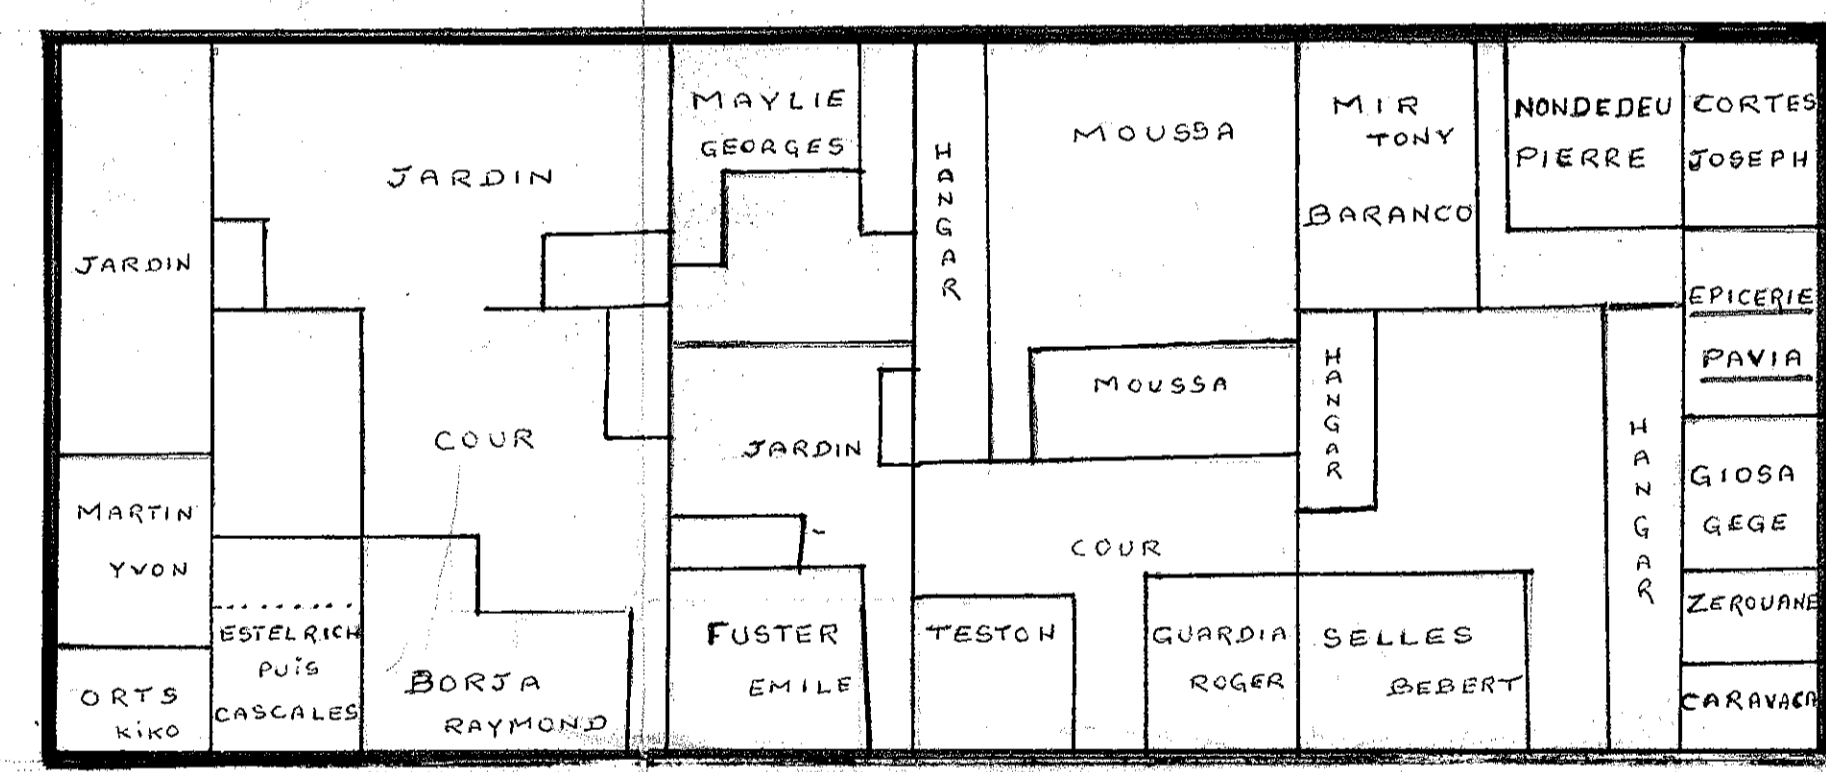 JARDIN
MARTIN
YVON
ORTS
KiKO
JARDIN
COUR
ESTELRICH
PUiS
CASCALES
BORJA
RAYMOND
MAYLIE
GEORGES
JARDIN
FUSTER
EMILE
HANGAR
MOUSSA
MOUSSA
COUR
TESTON
GUARDIA
ROGER
MIR
TONY
BARANCO
HANGAR
SELLES
BEBERT
NONDEDEU
PIERRE
HANGAR
CORTES
JOSEPH
EPICERIE
PAVIA
GIOSA
GEGE
ZEROUANE
CARAVACA